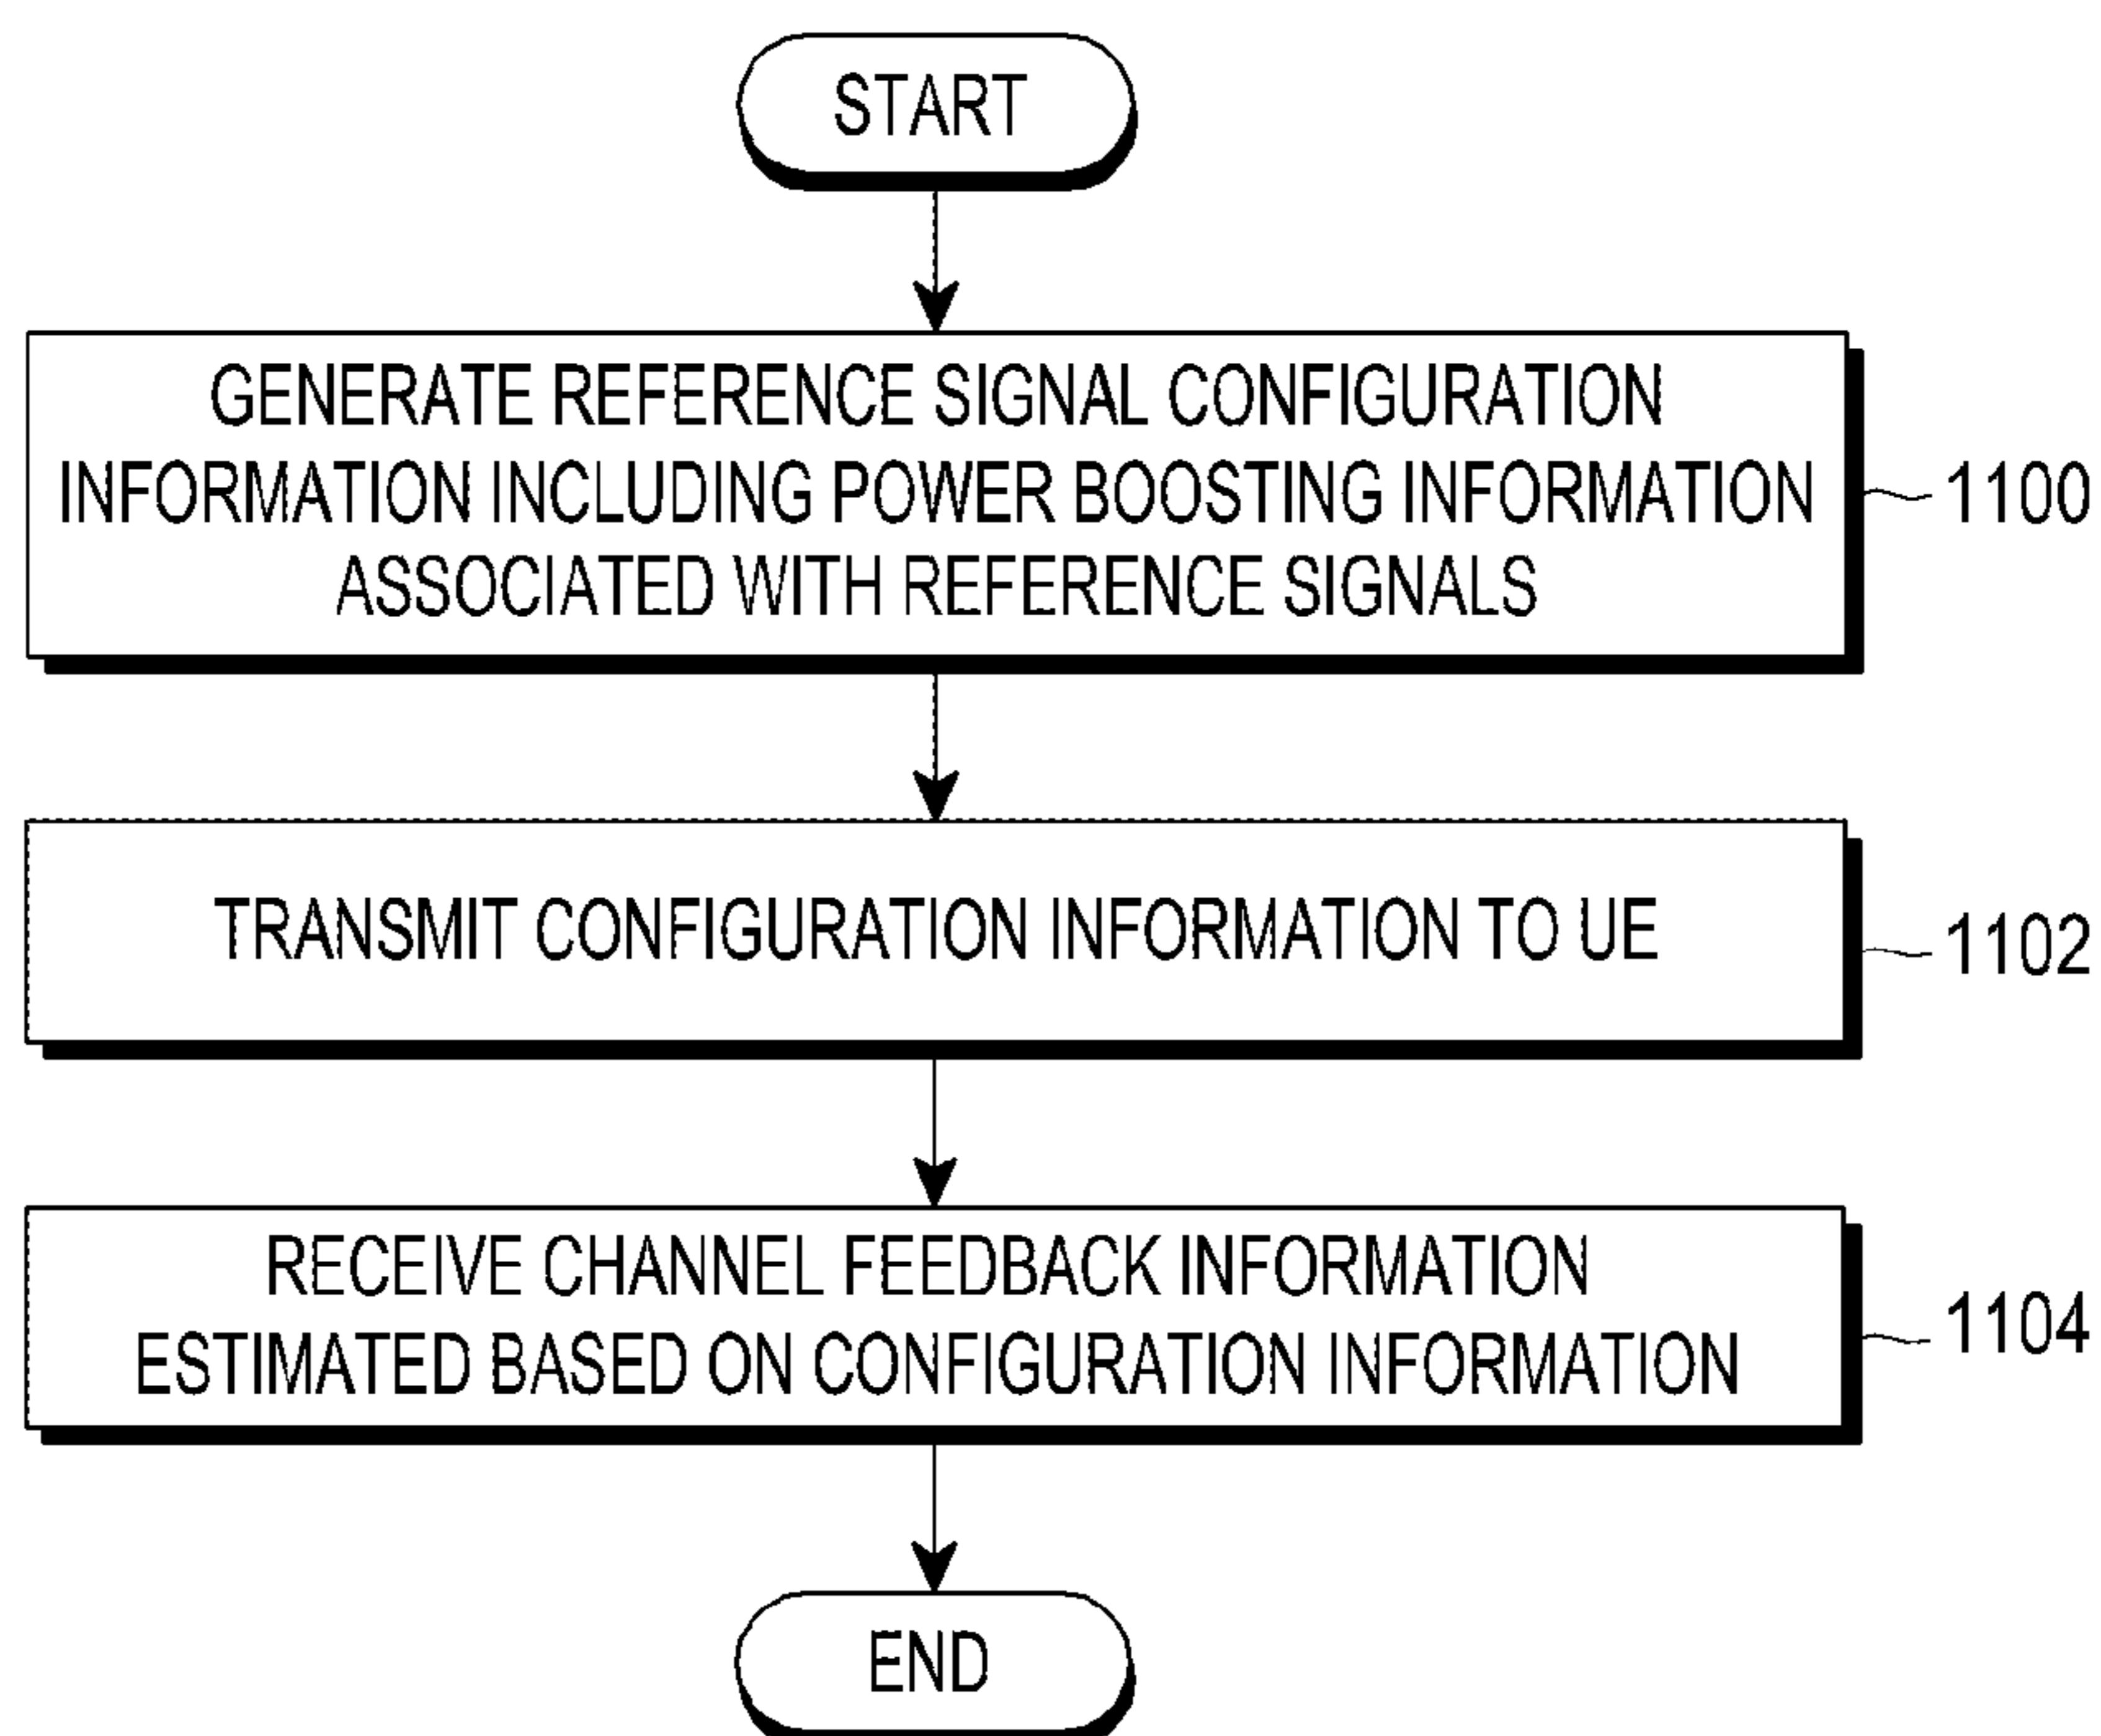 START
GENERATE REFERENCE SIGNAL CONFIGURATION
INFORMATION INCLUDING POWER BOOSTING INFORMATION
ASSOCIATED WITH REFERENCE SIGNALS
1100
TRANSMIT CONFIGURATION INFORMATION TO UE
1102
RECEIVE CHANNEL FEEDBACK INFORMATION
ESTIMATED BASED ON CONFIGURATION INFORMATION
1104
END